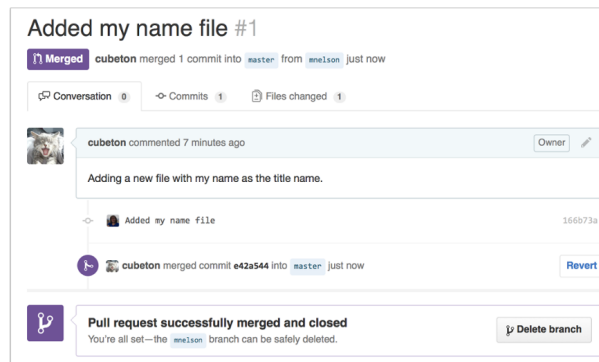 Added my name file #1
Merged cubeton merged 1 commit into master from mnelson just now
Conversation 0 Commits 1 Files changed 1
cubeton commented 7 minutes ago Owner
Adding a new file with my name as the title name.
Added my name file 166b73a
cubeton merged commit e42a544 into master just now Revert
Pull request successfully merged and closed
You're all set—the mnelson branch can be safely deleted.
Delete branch